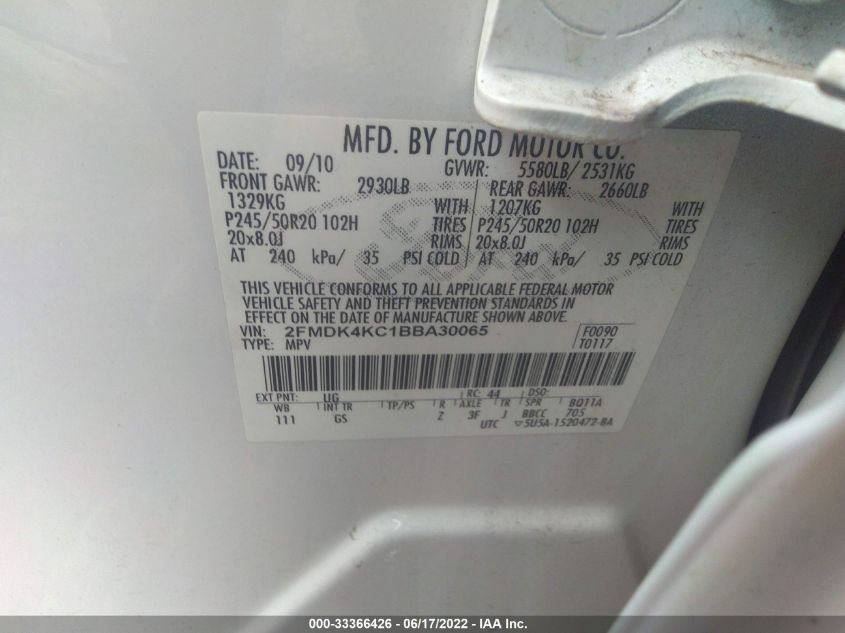 MFD. BY FORD MOTOR CO.
DATE: 09/10 GVWR: 5580LB/ 2531KG
FRONT GAWR: 2930LB REAR GAWR: 2660LB
1329KG WITH 1207KG WITH
P245/50R20 102H TIRES P245/50R20 102H TIRES
20x8.0J RIMS 20x8.0J RIMS
AT 240 kPa/ 35 PSI COLD AT 240 kPa/ 35 PSI COLD
THIS VEHICLE CONFORMS TO ALL APPLICABLE FEDERAL MOTOR
VEHICLE SAFETY AND THEFT PREVENTION STANDARDS IN
EFFECT ON THE DATE OF MANUFACTURE SHOWN ABOVE.
VIN: 2FMDK4KC1BBA30065 F0090
TYPE: MPV T0117
EXT PNT: UG RC: 44 DSO:
WB INT TR TP/PS R AXLE TR SPR BQ11A
111 GS 2 3F J BBCC 705
UTC 5U5A-1520472-BA
000-33366426 - 06/17/2022 - IAA Inc.